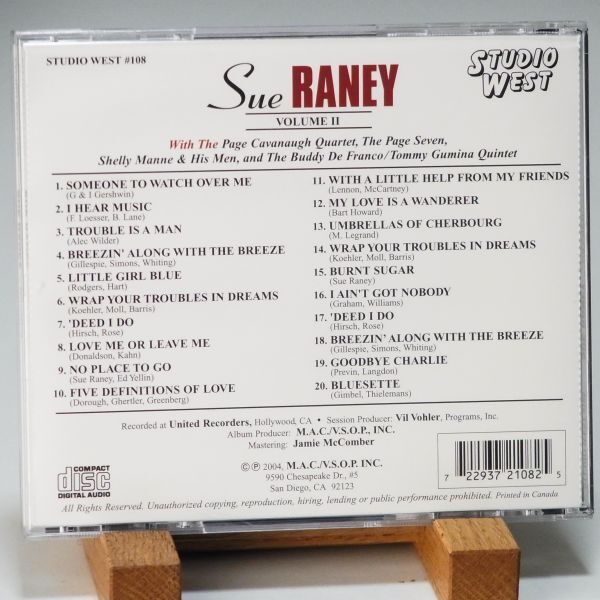 STUDIO WEST #108
Sue RANEY
VOLUME II
STUDIO
WEST
With The Page Cavanaugh Quartet, The Page Seven,
Shelly Manne & His Men, and The Buddy De Franco/Tommy Gumina Quintet
1. SOMEONE TO WATCH OVER ME
(G & I Gershwin)
2. I HEAR MUSIC
(F. Loesser, B. Lane)
3. TROUBLE IS A MAN
(Alec Wilder)
4. BREEZIN' ALONG WITH THE BREEZE
(Gillespie, Simons, Whiting)
5. LITTLE GIRL BLUE
(Rodgers, Hart)
6. WRAP YOUR TROUBLES IN DREAMS
(Koehler, Moll, Barris)
7. 'DEED I DO
(Hirsch, Rose)
8. LOVE ME OR LEAVE ME
(Donaldson, Kahn)
9. NO PLACE TO GO
(Sue Raney, Ed Yellin)
10. FIVE DEFINITIONS OF LOVE
(Dorough, Ghertler, Greenberg)
11. WITH A LITTLE HELP FROM MY FRIENDS
(Lennon, McCartney)
12. MY LOVE IS A WANDERER
(Bart Howard)
13. UMBRELLAS OF CHERBOURG
(M. Legrand)
14. WRAP YOUR TROUBLES IN DREAMS
(Koehler, Moll, Barris)
15. BURNT SUGAR
(Sue Raney)
16. I AIN'T GOT NOBODY
(Graham, Williams)
17. 'DEED I DO
(Hirsch, Rose)
18. BREEZIN' ALONG WITH THE BREEZE
(Gillespie, Simons, Whiting)
19. GOODBYE CHARLIE
(Previn, Langdon)
20. BLUESETTE
(Gimbel, Thielemans)
Recorded at United Recorders, Hollywood, CA • Session Producer: Vil Vohler, Programs, Inc.
Album Producer: M.A.C./V.S.O.P., INC.
Mastering: Jamie McComber
COMPACT
disc
DIGITAL AUDIO
© ℗ 2004, M.A.C./V.S.O.P. INC.
9590 Chesapeake Dr., #5
San Diego, CA 92123
7 22937 21082 5
All Rights Reserved. Unauthorized copying, reproduction, hiring, lending or public performance prohibited. Printed in Canada